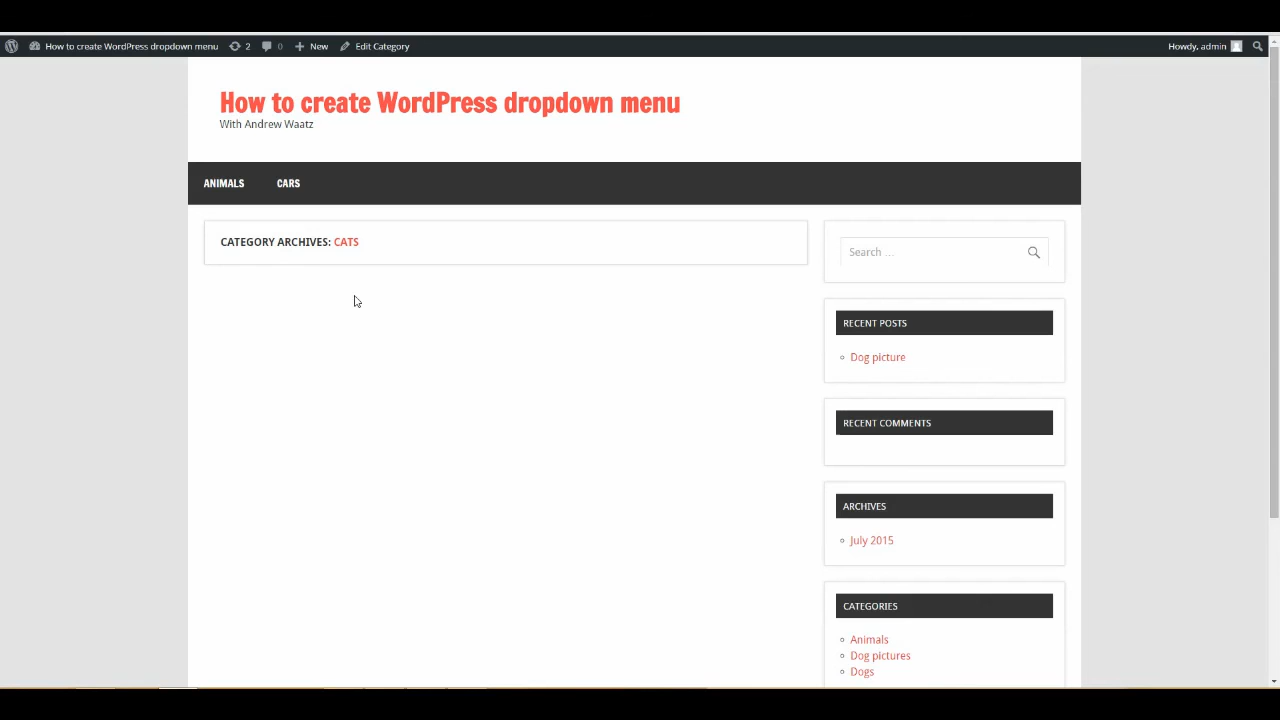 How to create WordPress dropdown menu 2 0 New Edit Category Howdy, admin
How to create WordPress dropdown menu
With Andrew Waatz
ANIMALS CARS
CATEGORY ARCHIVES: CATS
Search ...
RECENT POSTS
Dog picture
RECENT COMMENTS
ARCHIVES
July 2015
CATEGORIES
Animals
Dog pictures
Dogs